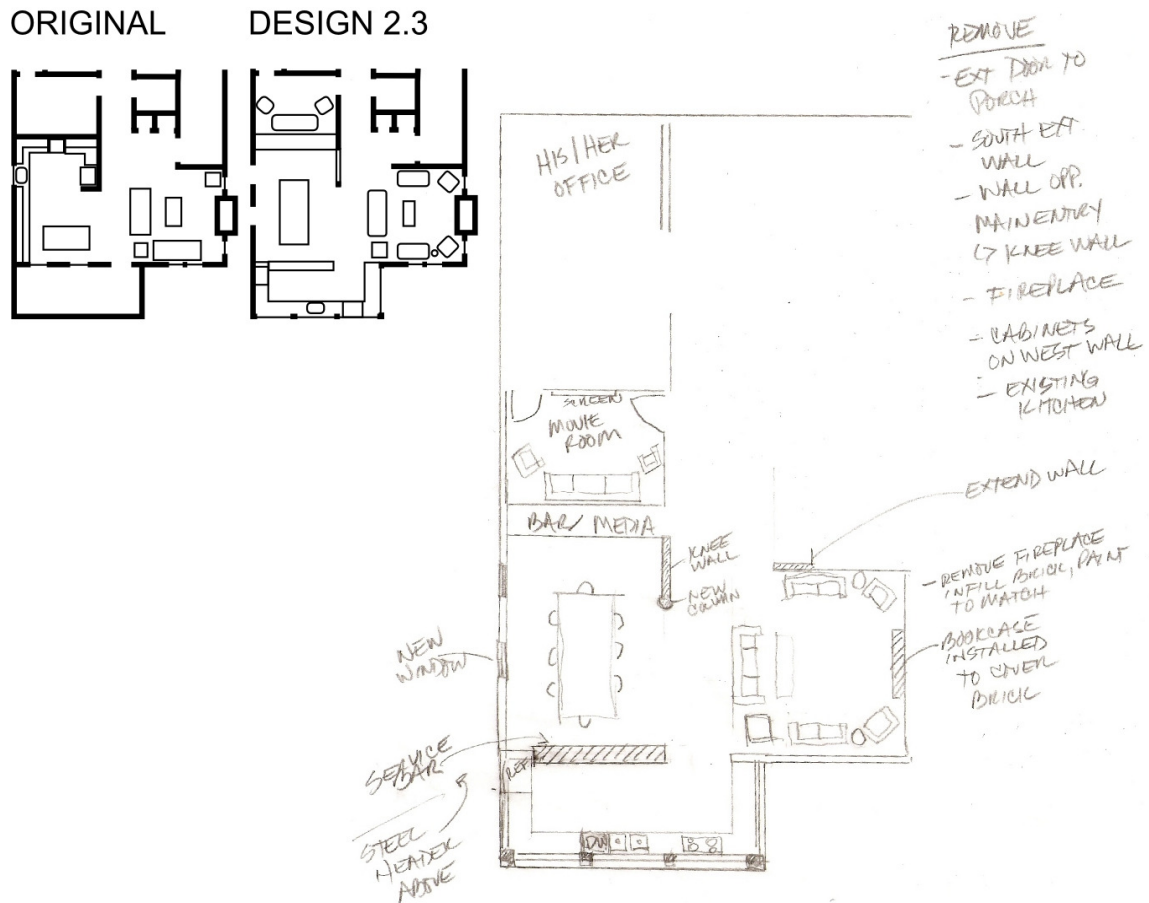 ORIGINAL
DESIGN 2.3
REMOVE
- EXT DOOR TO
PORCH
- SOUTH EXT
WALL
- WALL OPP.
MAIN ENTRY
↳ KNEE WALL
- FIREPLACE
- CABINETS
ON WEST WALL
- EXISTING
KITCHEN
HIS/HER
OFFICE
SCREEN
MOVIE
ROOM
BAR/ MEDIA
KNEE
WALL
NEW
COLUMN
EXTEND WALL
- REMOVE FIREPLACE
INFILL BRICK, PAINT
TO MATCH
- BOOKCASE
INSTALLED
TO COVER
BRICK
NEW
WINDOW
SERVICE
BAR
REF
STEEL
HEADER
ABOVE
DW